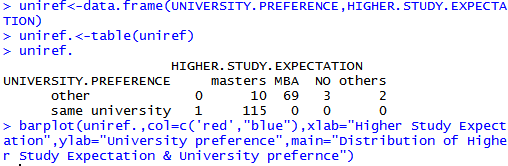 > uniref<-data.frame(UNIVERSITY.PREFERENCE,HIGHER.STUDY.EXPECTA
TION)
> uniref.<-table(uniref)
> uniref.
HIGHER.STUDY.EXPECTATION
UNIVERSITY.PREFERENCE masters MBA NO others
other 0 10 69 3 2
same university 1 115 0 0 0
> barplot(uniref.,col=c('red',"blue"),xlab="Higher Study Expect
ation",ylab="University preference",main="Distribution of Highe
r Study Expectation & University prefernce")